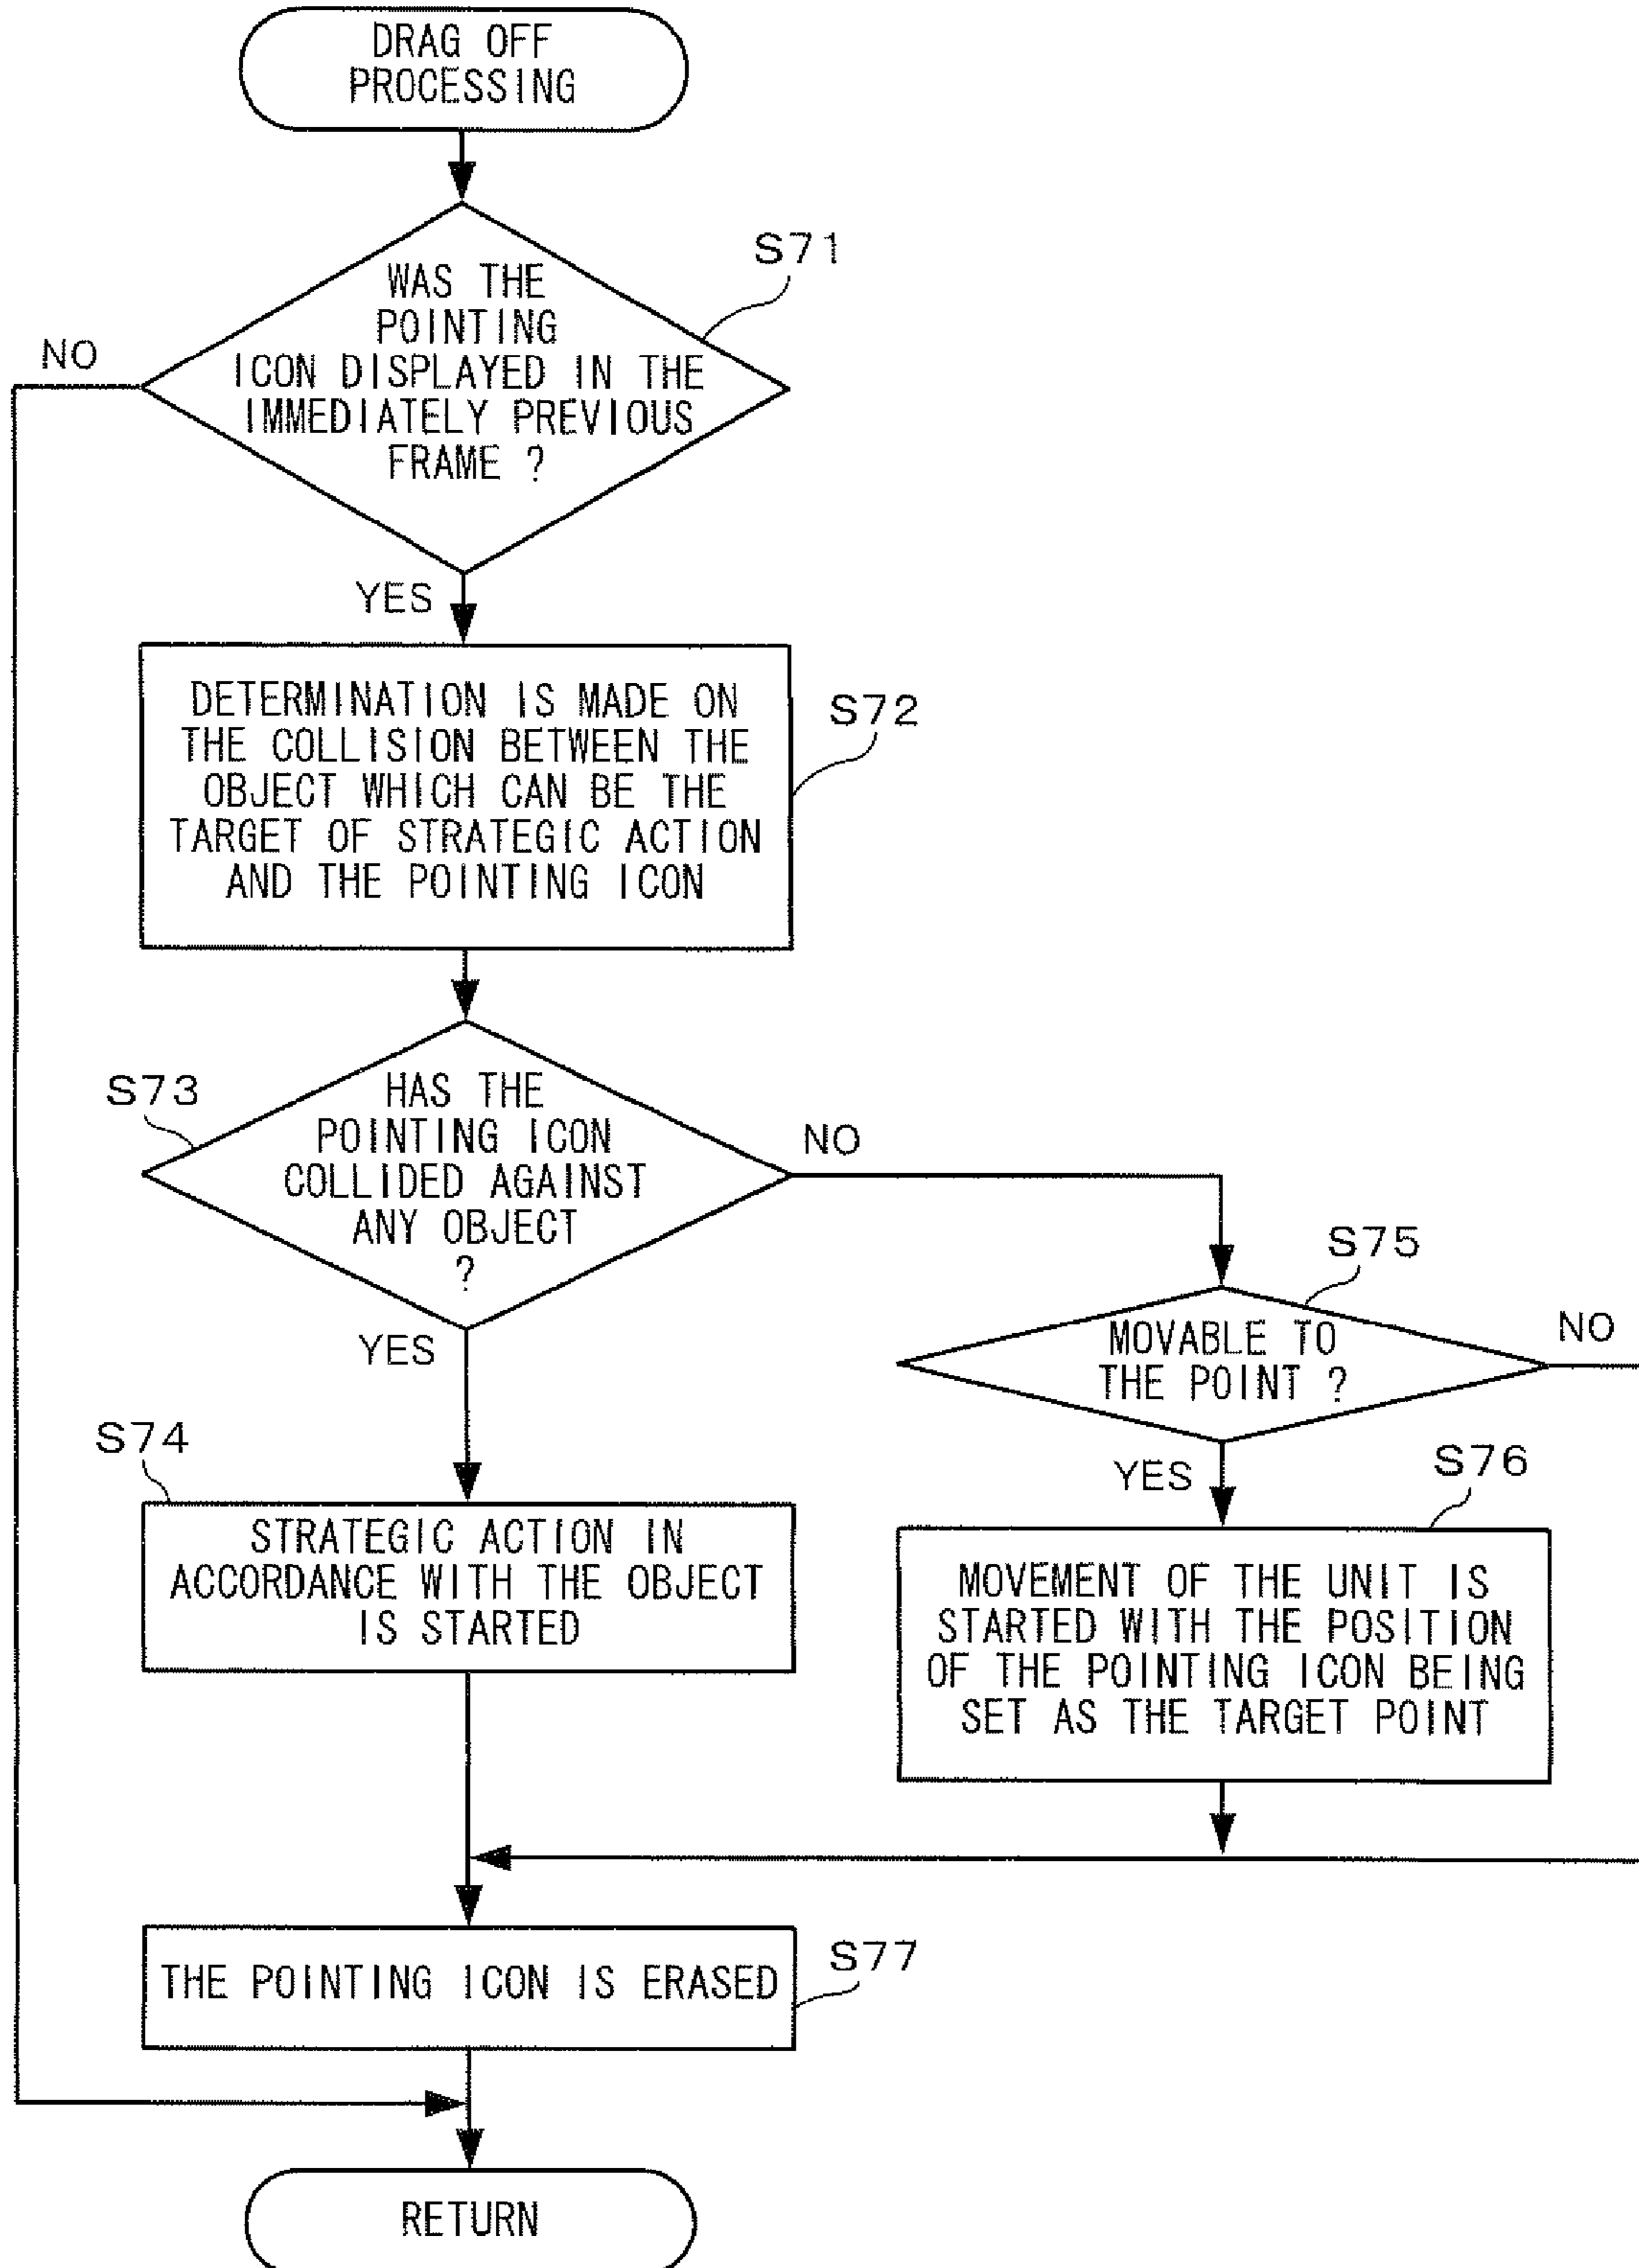 DRAG OFF
PROCESSING
S71
WAS THE
POINTING
ICON DISPLAYED IN THE
IMMEDIATELY PREVIOUS
FRAME ?
NO
YES
DETERMINATION IS MADE ON
THE COLLISION BETWEEN THE
OBJECT WHICH CAN BE THE
TARGET OF STRATEGIC ACTION
AND THE POINTING ICON
S72
S73
HAS THE
POINTING ICON
COLLIDED AGAINST
ANY OBJECT
?
NO
YES
S75
MOVABLE TO
THE POINT ?
NO
YES
S74
STRATEGIC ACTION IN
ACCORDANCE WITH THE OBJECT
IS STARTED
S76
MOVEMENT OF THE UNIT IS
STARTED WITH THE POSITION
OF THE POINTING ICON BEING
SET AS THE TARGET POINT
THE POINTING ICON IS ERASED
S77
RETURN